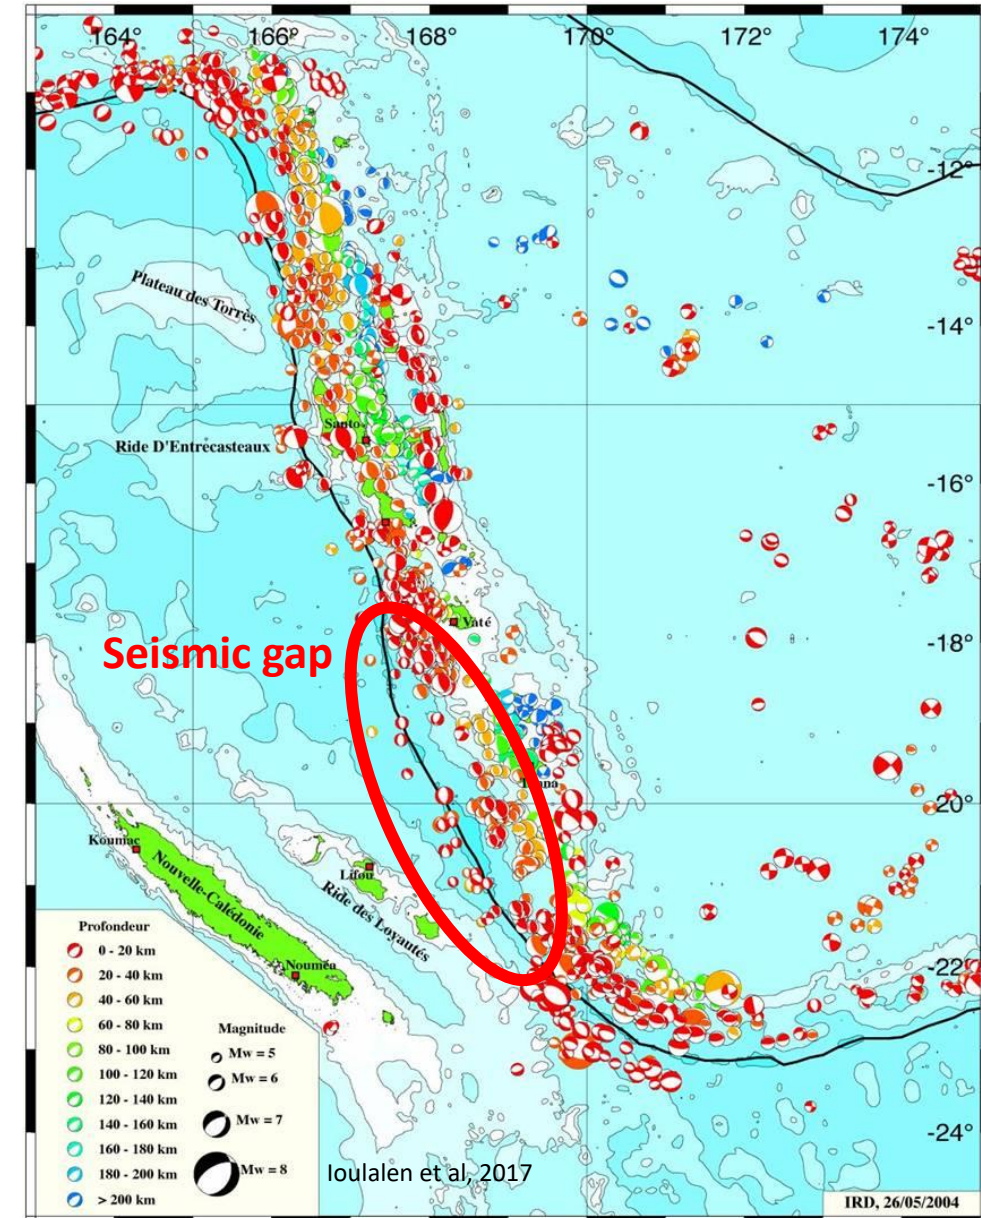 164° 166° 168° 170° 172° 174°
-12°
Plateau des Torrès
-14°
Santo
Ride D'Entrecasteaux
-16°
Vaté
Seismic gap
-18°
-20°
Koumac
Lifou
Nouvelle-Calédonie
Ride des Loyautés
Nouméa
-22°
-24°
Profondeur
0 - 20 km
20 - 40 km
40 - 60 km
60 - 80 km
80 - 100 km
100 - 120 km
120 - 140 km
140 - 160 km
160 - 180 km
180 - 200 km
> 200 km
Magnitude
Mw = 5
Mw = 6
Mw = 7
Mw = 8
Ioulalen et al, 2017
IRD, 26/05/2004